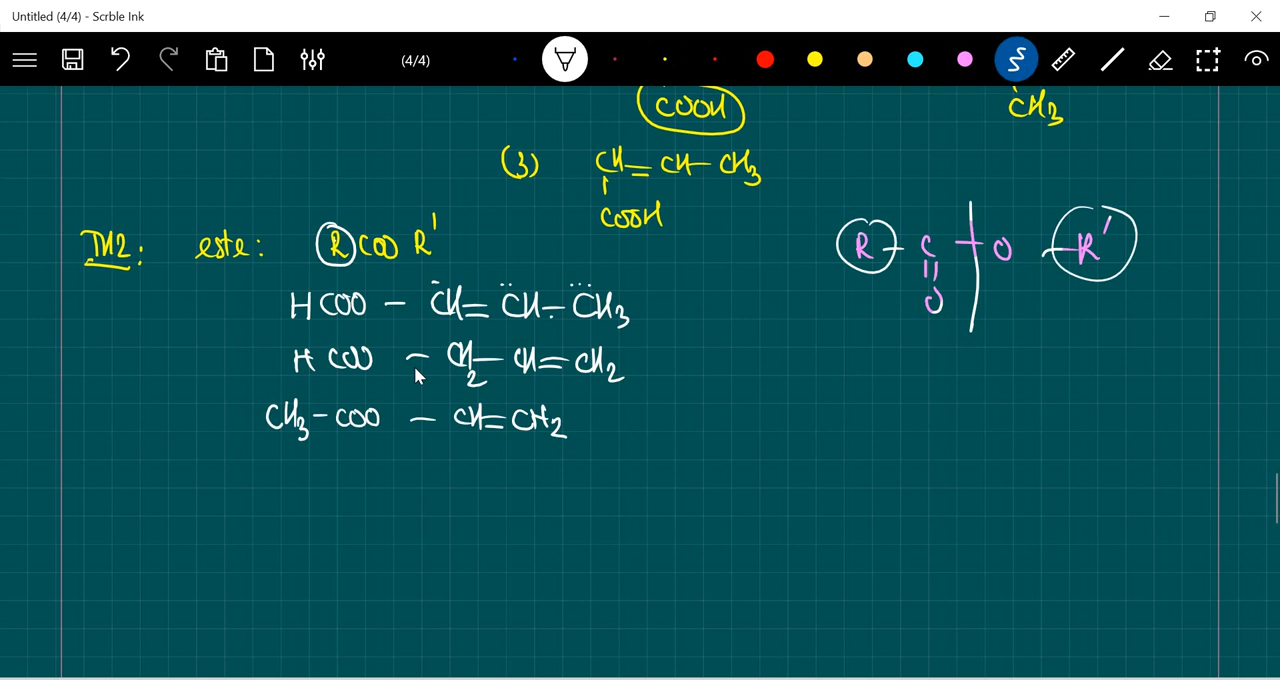 Untitled (4/4) - Scrble Ink
(4/4)
COOH
CH3
(3) CH=CH-CH3
COOH
TH2: este: RCOO R'
R-C-O-R'
O
HCOO - CH=CH-CH3
HCOO - CH2-CH=CH2
CH3-COO - CH=CH2